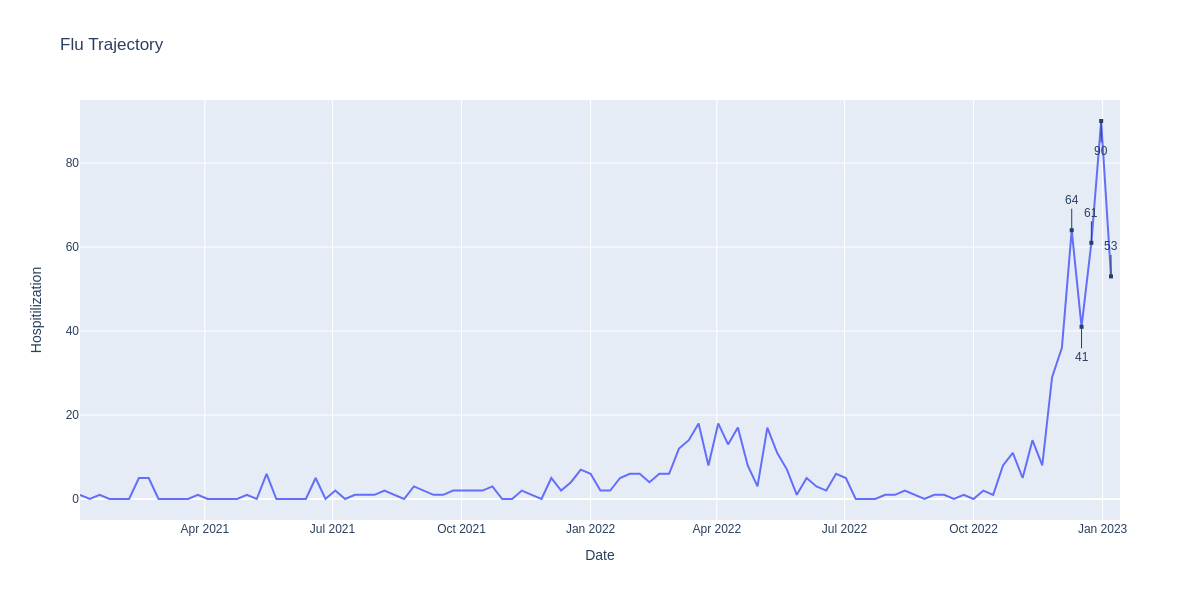 Flu Trajectory
Hospitilization
80
60
40
20
0
90
64
61
53
41
Apr 2021
Jul 2021
Oct 2021
Jan 2022
Apr 2022
Jul 2022
Oct 2022
Jan 2023
Date